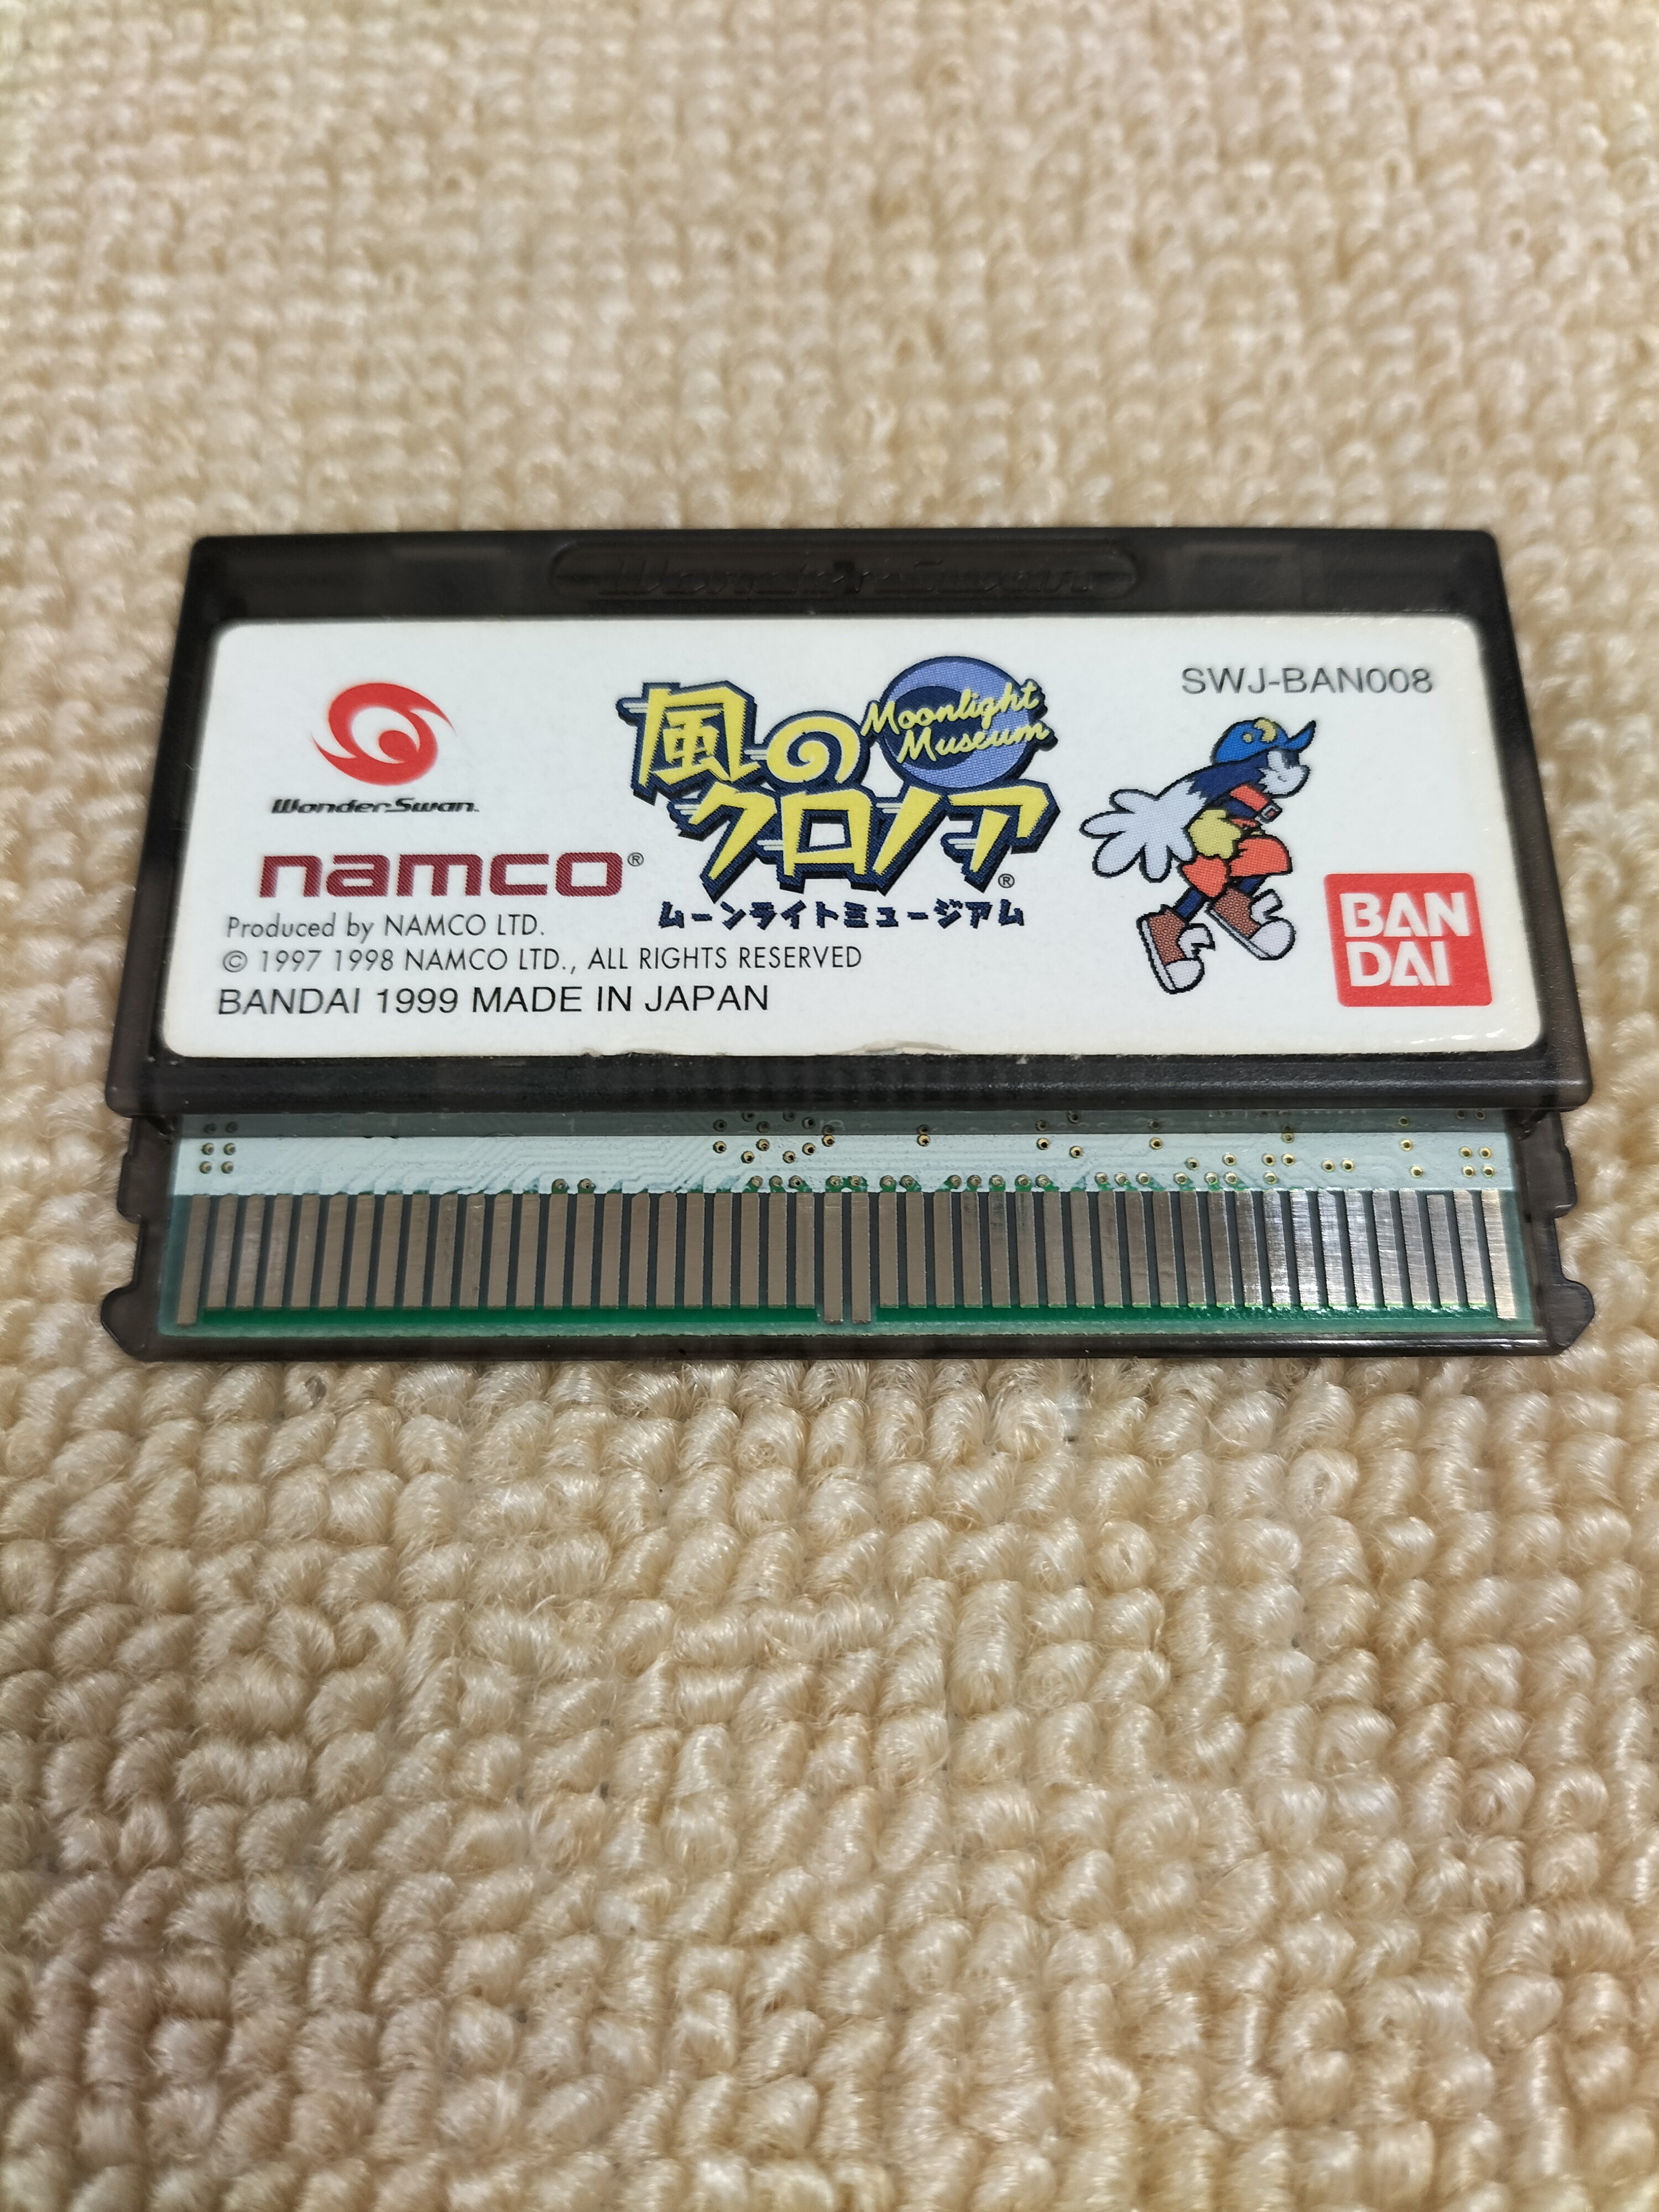 WonderSwan
SWJ-BAN008
WonderSwan
風のクロノア
Moonlight
Museum
®
ムーンライトミュージアム
namco®
Produced by NAMCO LTD.
© 1997 1998 NAMCO LTD., ALL RIGHTS RESERVED
BANDAI 1999 MADE IN JAPAN
BAN
DAI